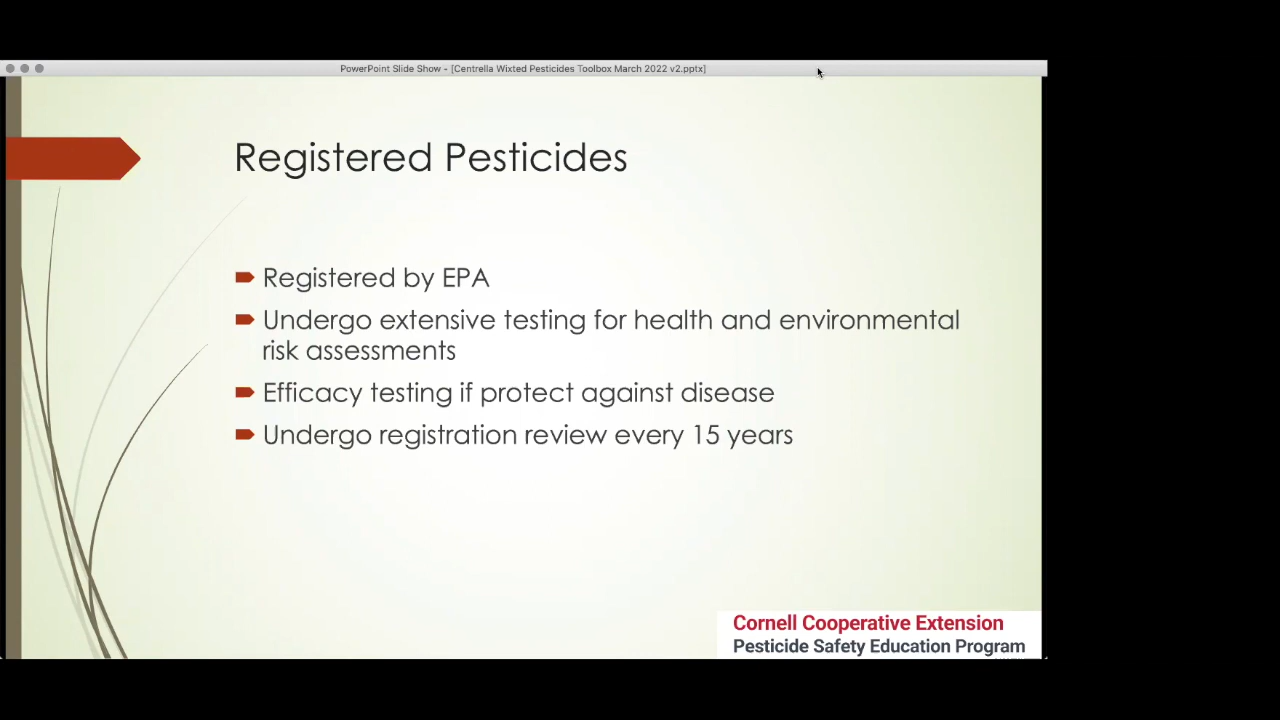 PowerPoint Slide Show - [Centrella Wixted Pesticides Toolbox March 2022 v2.pptx]
Registered Pesticides
Registered by EPA
Undergo extensive testing for health and environmental
risk assessments
Efficacy testing if protect against disease
Undergo registration review every 15 years
Cornell Cooperative Extension
Pesticide Safety Education Program